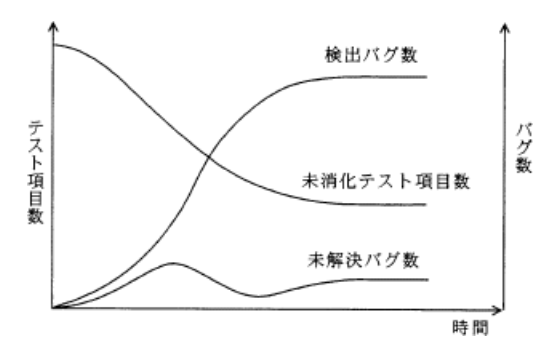 検出バグ数
テスト項目数
バグ数
未消化テスト項目数
未解決バグ数
時間